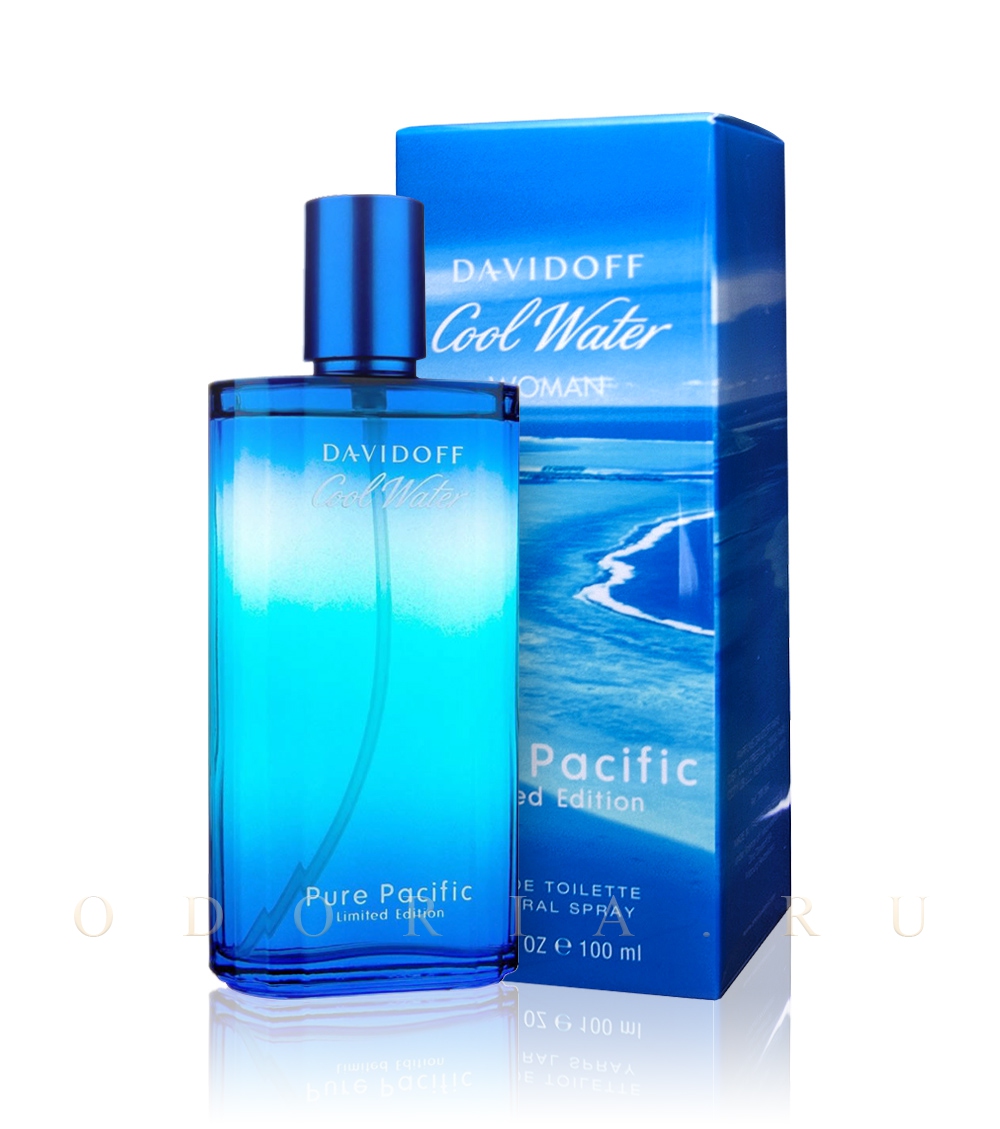 DAVIDOFF
Cool Water
WOMAN
Pacific
ed Edition
DE TOILETTE
RAL SPRAY
OZ ℮ 100 ml
DAVIDOFF
Cool Water
Pure Pacific
Limited Edition
ODORIA.RU